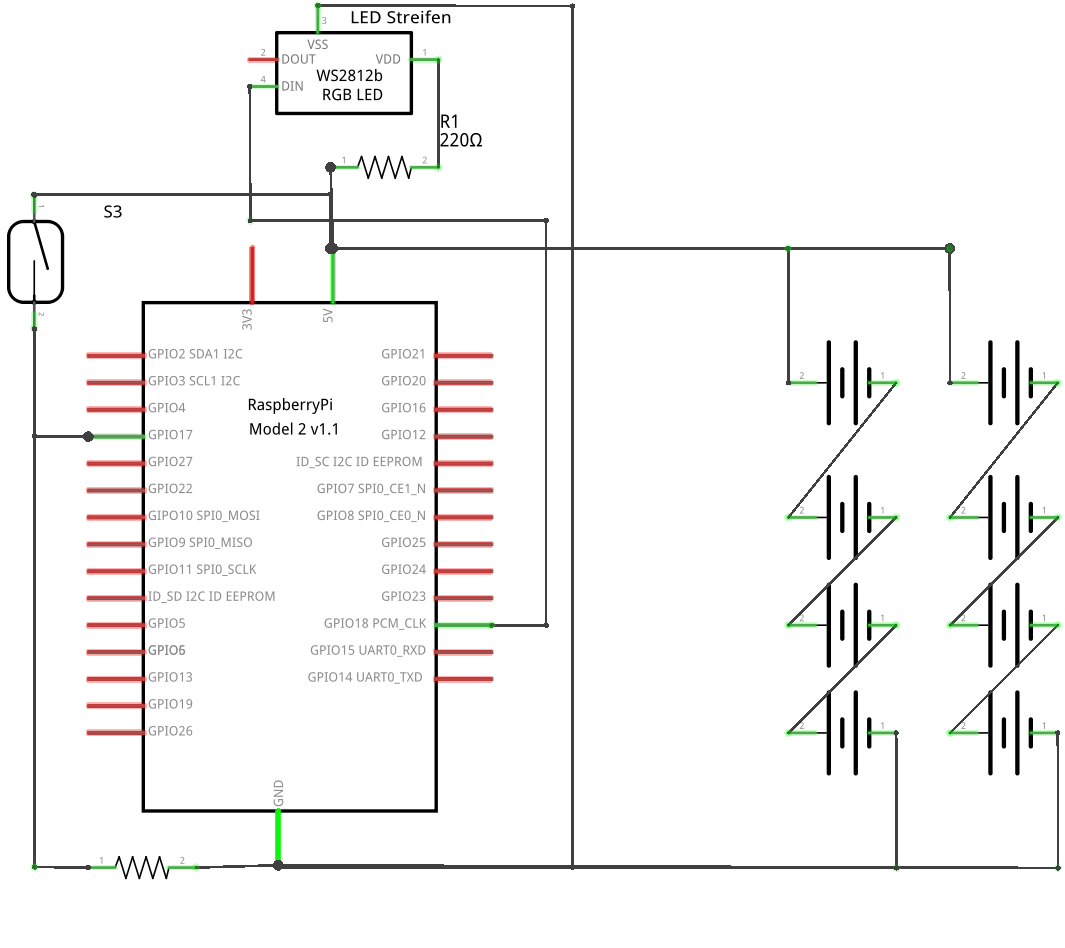 LED Streifen
3
VSS
2 DOUT VDD 1
WS2812b
4 DIN
RGB LED
R1
220Ω
1 2
1
S3
2
3V3 5V
GPIO2 SDA1 I2C GPIO21
GPIO3 SCL1 I2C GPIO20
GPIO4 GPIO16
RaspberryPi
Model 2 v1.1
GPIO17 GPIO12
GPIO27 ID_SC I2C ID EEPROM
GPIO22 GPIO7 SPI0_CE1_N
GIPO10 SPI0_MOSI GPIO8 SPI0_CE0_N
GPIO9 SPI0_MISO GPIO25
GPIO11 SPI0_SCLK GPIO24
ID_SD I2C ID EEPROM GPIO23
GPIO5 GPIO18 PCM_CLK
GPIO6 GPIO15 UART0_RXD
GPIO13 GPIO14 UART0_TXD
GPIO19
GPIO26
GND
1 2
2 1 2 1
2 1 2 1
2 1 2 1
2 1 2 1